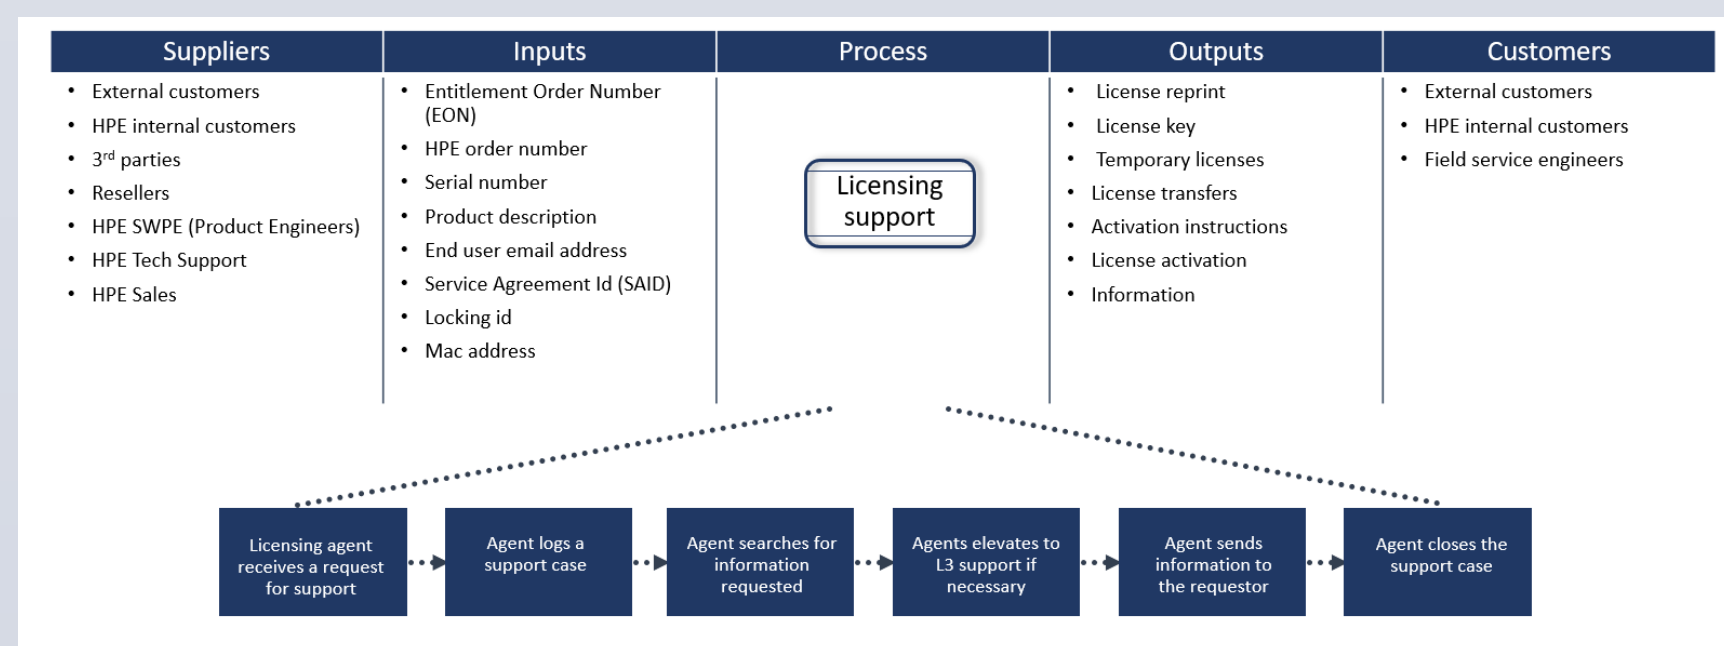 Suppliers
Inputs
Process
Outputs
Customers
• External customers
• HPE internal customers
• 3rd parties
• Resellers
• HPE SWPE (Product Engineers)
• HPE Tech Support
• HPE Sales
• Entitlement Order Number
(EON)
• HPE order number
• Serial number
• Product description
• End user email address
• Service Agreement Id (SAID)
• Locking id
• Mac address
Licensing
support
• License reprint
• License key
• Temporary licenses
• License transfers
• Activation instructions
• License activation
• Information
• External customers
• HPE internal customers
• Field service engineers
Licensing agent
receives a request
for support
Agent logs a
support case
Agent searches for
information
requested
Agents elevates to
L3 support if
necessary
Agent sends
information to
the requestor
Agent closes the
support case